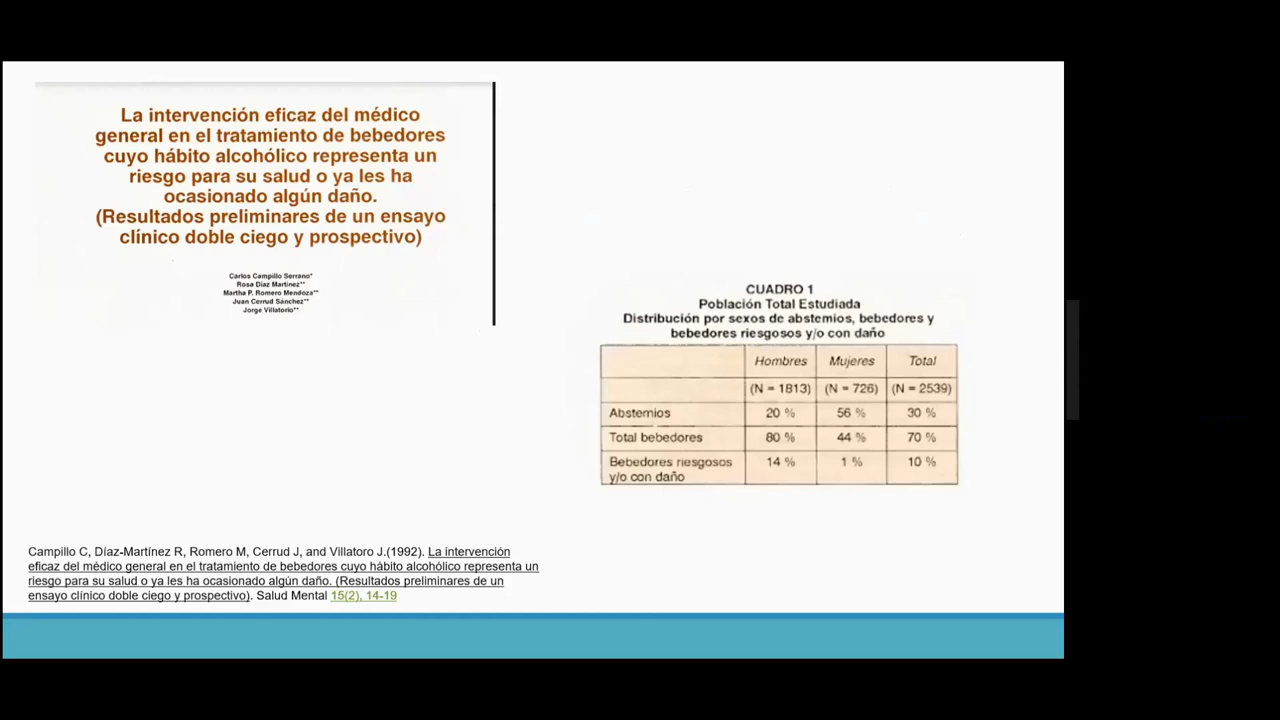 La intervención eficaz del médico
general en el tratamiento de bebedores
cuyo hábito alcohólico representa un
riesgo para su salud o ya les ha
ocasionado algún daño.
(Resultados preliminares de un ensayo
clínico doble ciego y prospectivo)
Carlos Campillo Serrano*
Rosa Díaz Martínez**
Martha P. Romero Mendoza**
Juan Cerrud Sánchez**
Jorge Villatorio**
CUADRO 1
Población Total Estudiada
Distribución por sexos de abstemios, bebedores y
bebedores riesgosos y/o con daño
Hombres Mujeres Total
(N = 1813) (N = 726) (N = 2539)
Abstemios 20 % 56 % 30 %
Total bebedores 80 % 44 % 70 %
Bebedores riesgosos 14 % 1 % 10 %
y/o con daño
Campillo C, Díaz-Martínez R, Romero M, Cerrud J, and Villatoro J.(1992). La intervención
eficaz del médico general en el tratamiento de bebedores cuyo hábito alcohólico representa un
riesgo para su salud o ya les ha ocasionado algún daño. (Resultados preliminares de un
ensayo clínico doble ciego y prospectivo). Salud Mental 15(2), 14-19